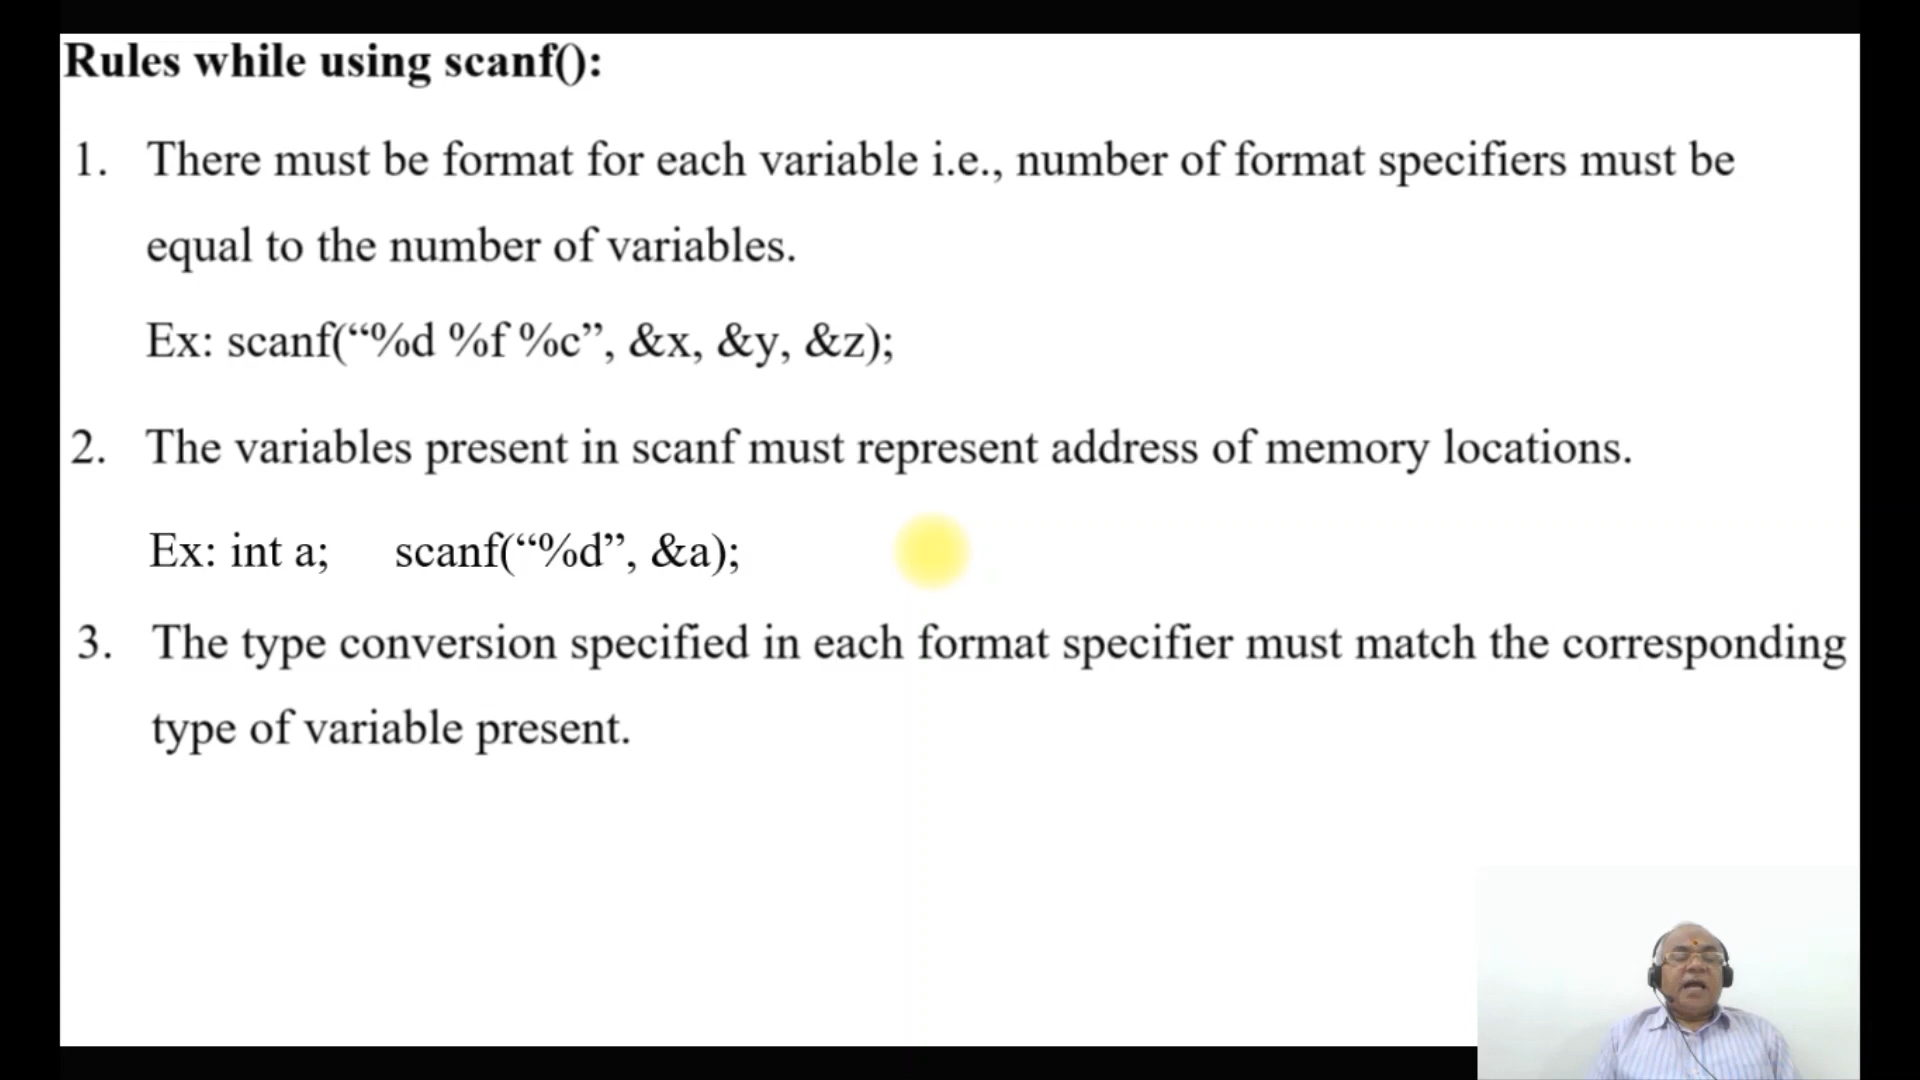 Rules while using scanf():
1. There must be format for each variable i.e., number of format specifiers must be
equal to the number of variables.
Ex: scanf(“%d %f %c”, &x, &y, &z);
2. The variables present in scanf must represent address of memory locations.
Ex: int a; scanf(“%d”, &a);
3. The type conversion specified in each format specifier must match the corresponding
type of variable present.